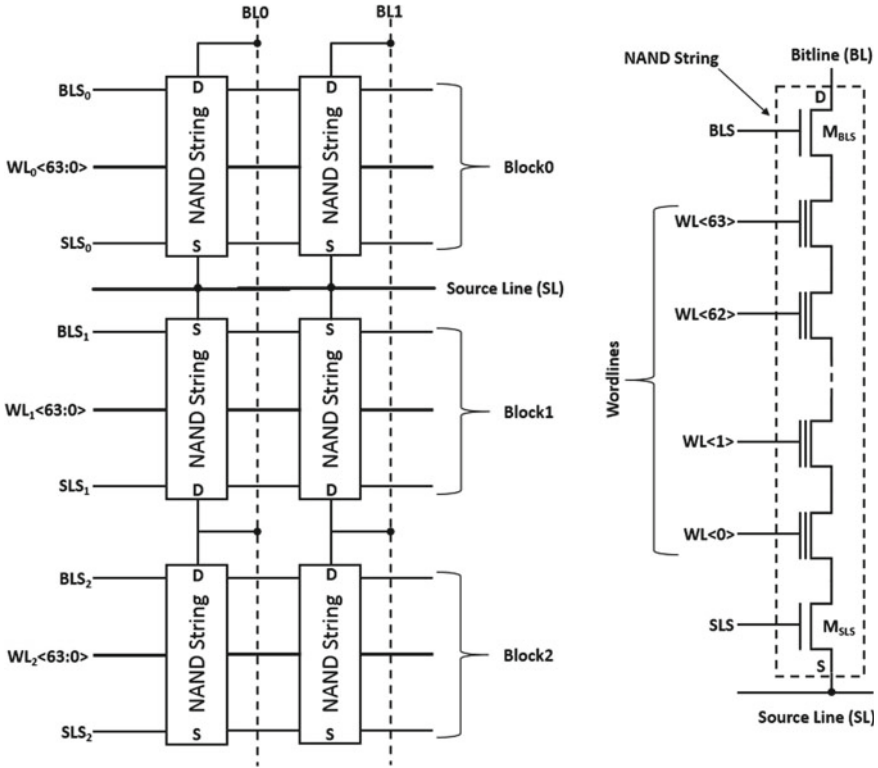 BL0
BL1
BLS₀
D
D
NAND String
NAND String
WL₀<63:0>
Block0
SLS₀
S
S
Source Line (SL)
BLS₁
S
S
NAND String
NAND String
WL₁<63:0>
Block1
SLS₁
D
D
BLS₂
D
D
NAND String
NAND String
WL₂<63:0>
Block2
SLS₂
S
S
NAND String
Bitline (BL)
D
BLS
M_BLS
WL<63>
WL<62>
Wordlines
WL<1>
WL<0>
SLS
M_SLS
S
Source Line (SL)